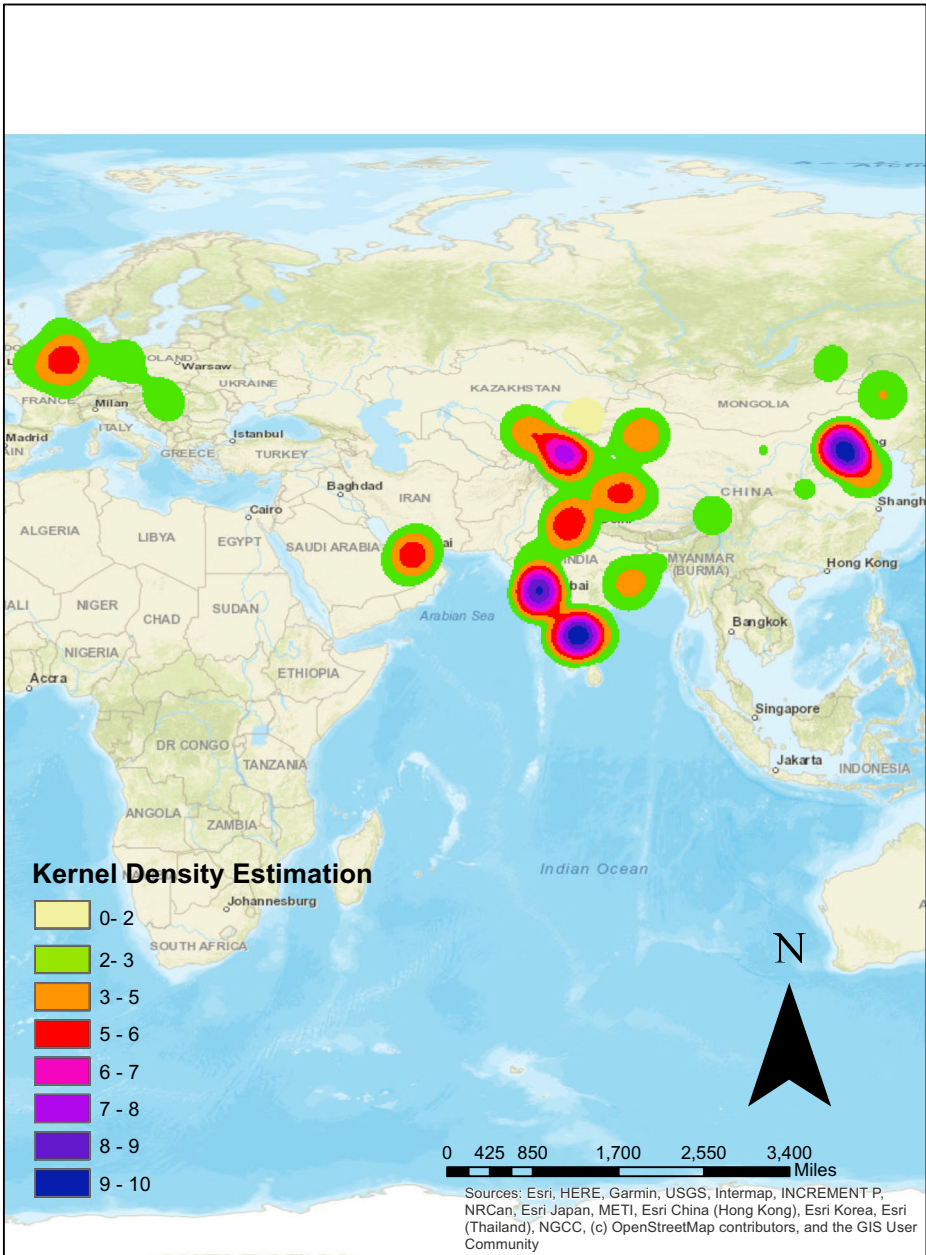 POLAND
Warsaw
UKRAINE
FRANCE
Milan
ITALY
Madrid
Istanbul
GREECE
TURKEY
KAZAKHSTAN
MONGOLIA
Baghdad
IRAN
CHINA
Shangh
Cairo
ALGERIA
LIBYA
EGYPT
SAUDI ARABIA
INDIA
MYANMAR
(BURMA)
Hong Kong
NIGER
CHAD
SUDAN
Arabian Sea
Bangkok
NIGERIA
Accra
ETHIOPIA
Singapore
DR CONGO
TANZANIA
Jakarta
INDONESIA
ANGOLA
ZAMBIA
Indian Ocean
Kernel Density Estimation
Johannesburg
SOUTH AFRICA
0- 2
2- 3
3 - 5
5 - 6
6 - 7
7 - 8
8 - 9
9 - 10
N
0 425 850 1,700 2,550 3,400
Miles
Sources: Esri, HERE, Garmin, USGS, Intermap, INCREMENT P,
NRCan, Esri Japan, METI, Esri China (Hong Kong), Esri Korea, Esri
(Thailand), NGCC, (c) OpenStreetMap contributors, and the GIS User
Community